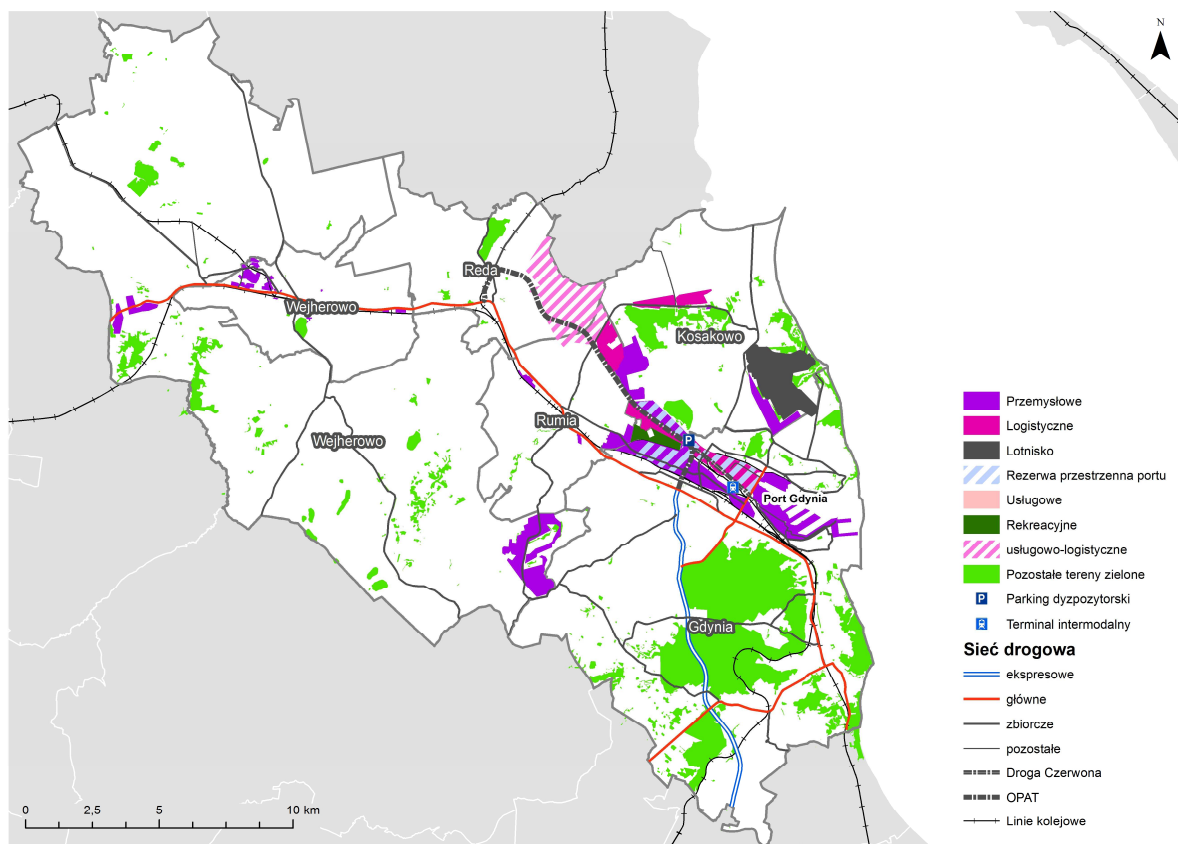 N
Reda
Wejherowo
Kosakowo
Rumia
Wejherowo
P
Port Gdynia
Gdynia
Przemysłowe
Logistyczne
Lotnisko
Rezerwa przestrzenna portu
Usługowe
Rekreacyjne
usługowo-logistyczne
Pozostałe tereny zielone
P Parking dyzpozytorski
Terminal intermodalny
Sieć drogowa
ekspresowe
główne
zbiorcze
pozostałe
Droga Czerwona
OPAT
Linie kolejowe
0 2,5 5 10 km